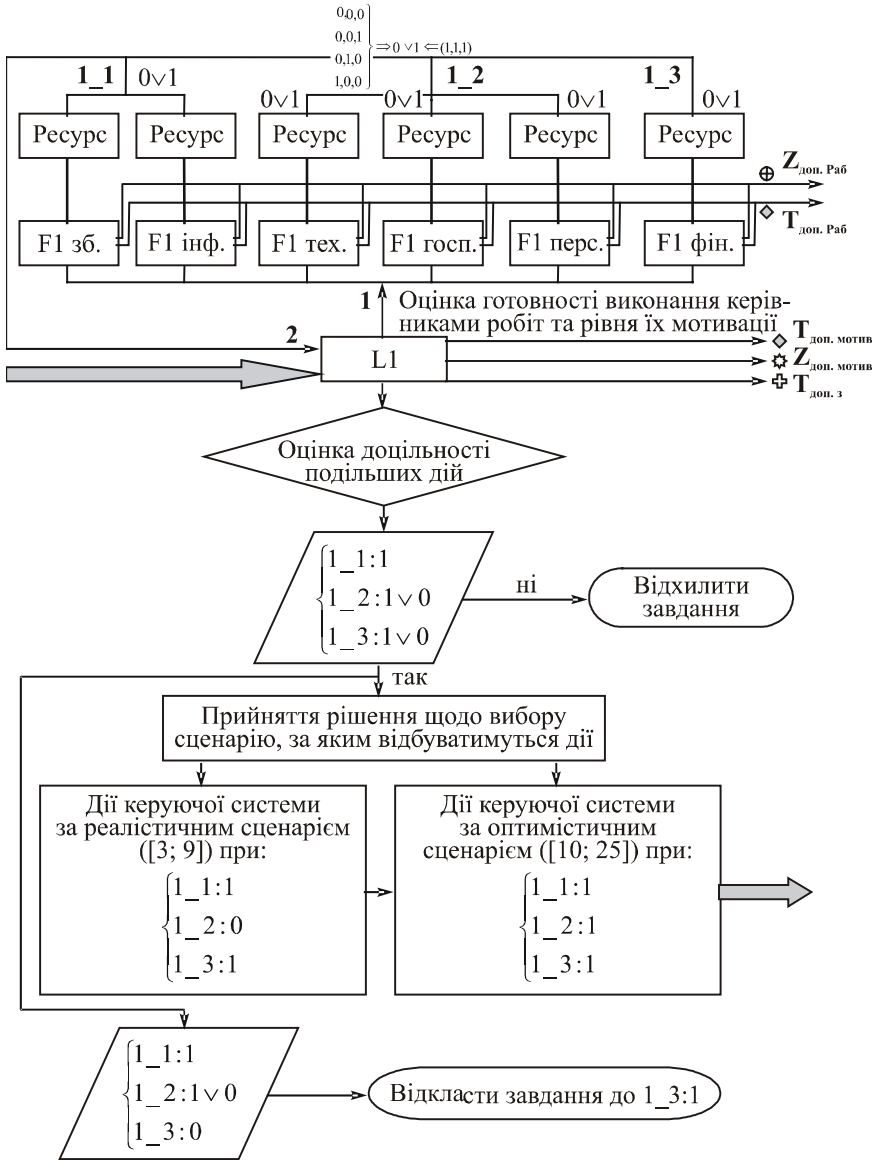 0,0,0
0,0,1
0,1,0
1,0,0
⇒0 ∨1 ⇐(1,1,1)
1_1 0∨1 1_2 1_3
0∨1 0∨1 0∨1 0∨1
Ресурс Ресурс Ресурс Ресурс Ресурс Ресурс
Zдоп. Раб
F1 зб. F1 інф. F1 тех. F1 госп. F1 перс. F1 фін.
Tдоп. Раб
1 Оцінка готовності виконання керів-
никами робіт та рівня їх мотивації
2
L1
Tдоп. мотив
Zдоп. мотив
Tдоп. з
Оцінка доцільності
подільших дій
1_1:1
1_2:1∨0
1_3:1∨0
ні
Відхилити
завдання
так
Прийняття рішення щодо вибору
сценарію, за яким відбуватимуться дії
Дії керуючої системи
за реалістичним сценарієм
([3; 9]) при:
1_1:1
1_2:0
1_3:1
Дії керуючої системи
за оптимістичним
сценарієм ([10; 25]) при:
1_1:1
1_2:1
1_3:1
1_1:1
1_2:1∨0
1_3:0
Відкласти завдання до 1_3:1